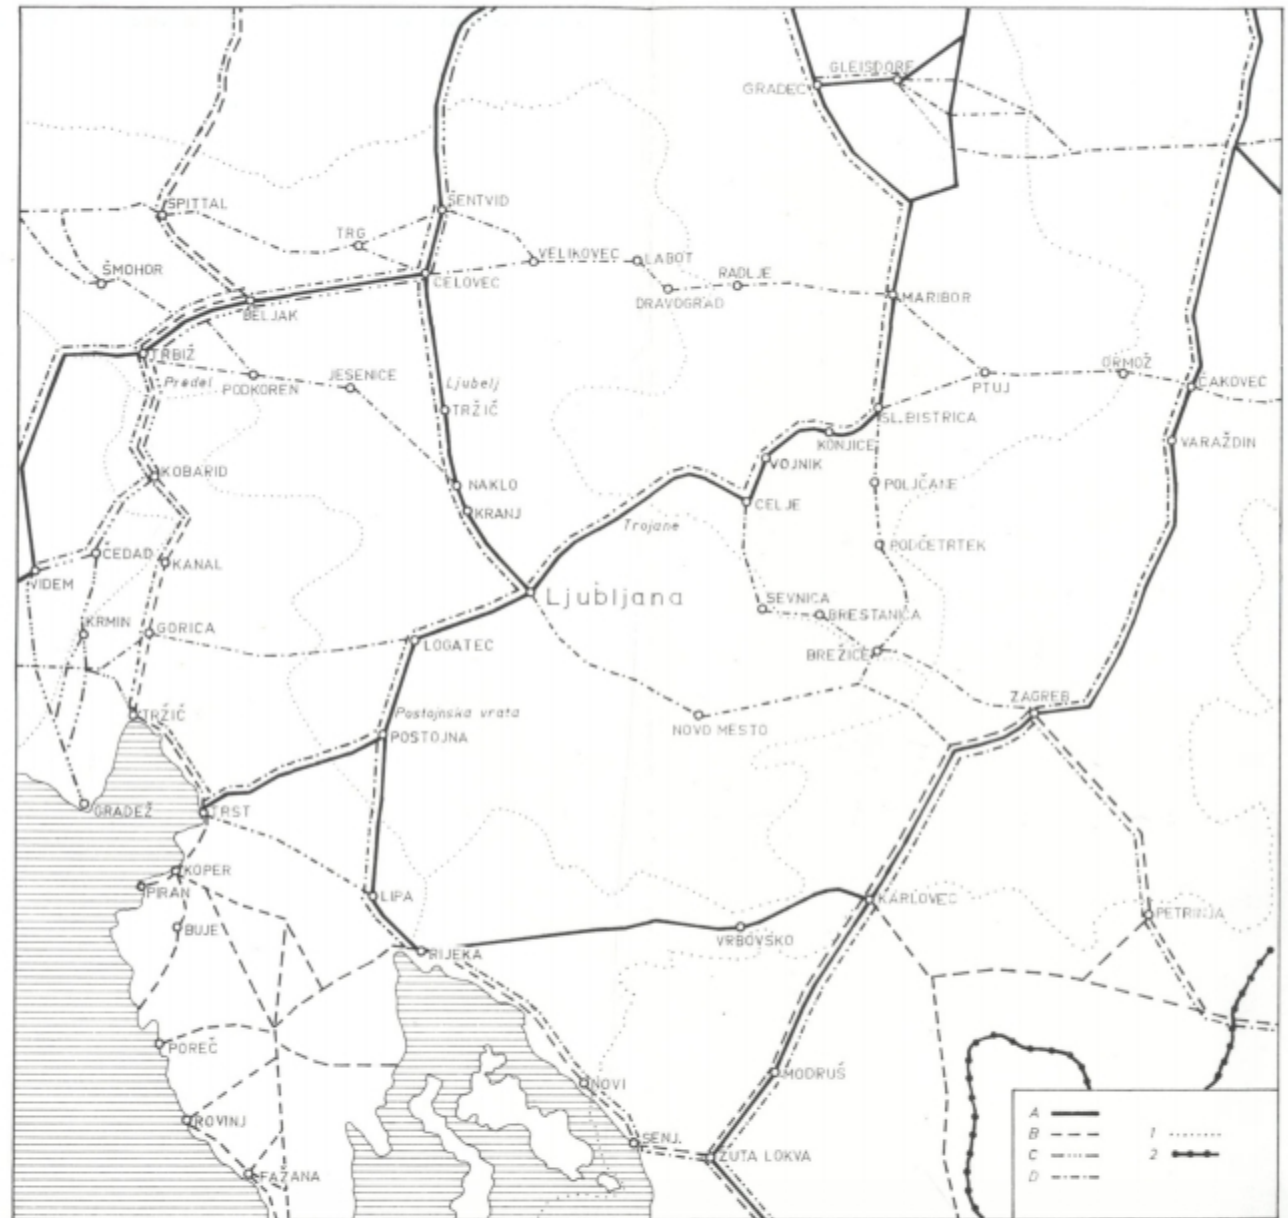 GLEISDORF
GRADEC
SPITTAL
ŠENTVID
TRG
VELIKOVEC
LABOT
ŠMOHOR
CELOVEC
RADLJE
DRAVOGRAD
MARIBOR
BELJAK
TRBIŽ
Predel
PODKOREN
JESENICE
Ljubelj
TRŽIČ
PTUJ
ORMOŽ
ČAKOVEC
SL.BISTRICA
KONJICE
VARAŽDIN
VOJNIK
KOBARID
NAKLO
KRANJ
POLJČANE
CELJE
Trojane
PODČETRTEK
ČEDAD
KANAL
VIDEM
Ljubljana
SEVNICA
BRESTANICA
KRMIN
GORICA
LOGATEC
BREŽICE
ZAGREB
TRŽIČ
Postojnska vrata
POSTOJNA
NOVO MESTO
GRADEŽ
TRST
KOPER
PIRAN
LIPA
KARLOVEC
PETRINJA
BUJE
VRBOVSKO
RIJEKA
POREČ
MODRUŠ
NOVI
ROVINJ
SENJ
ŽUTA LOKVA
FAŽANA
A
B
C
D
1
2